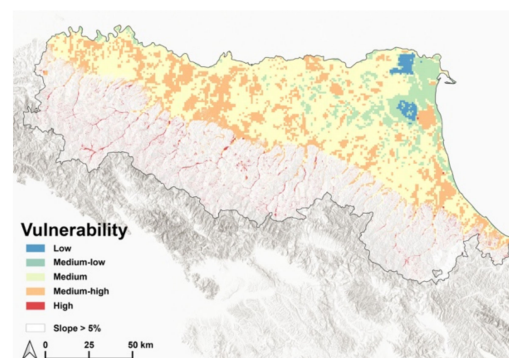 Vulnerability
Low
Medium-low
Medium
Medium-high
High
Slope > 5%
0 25 50 km